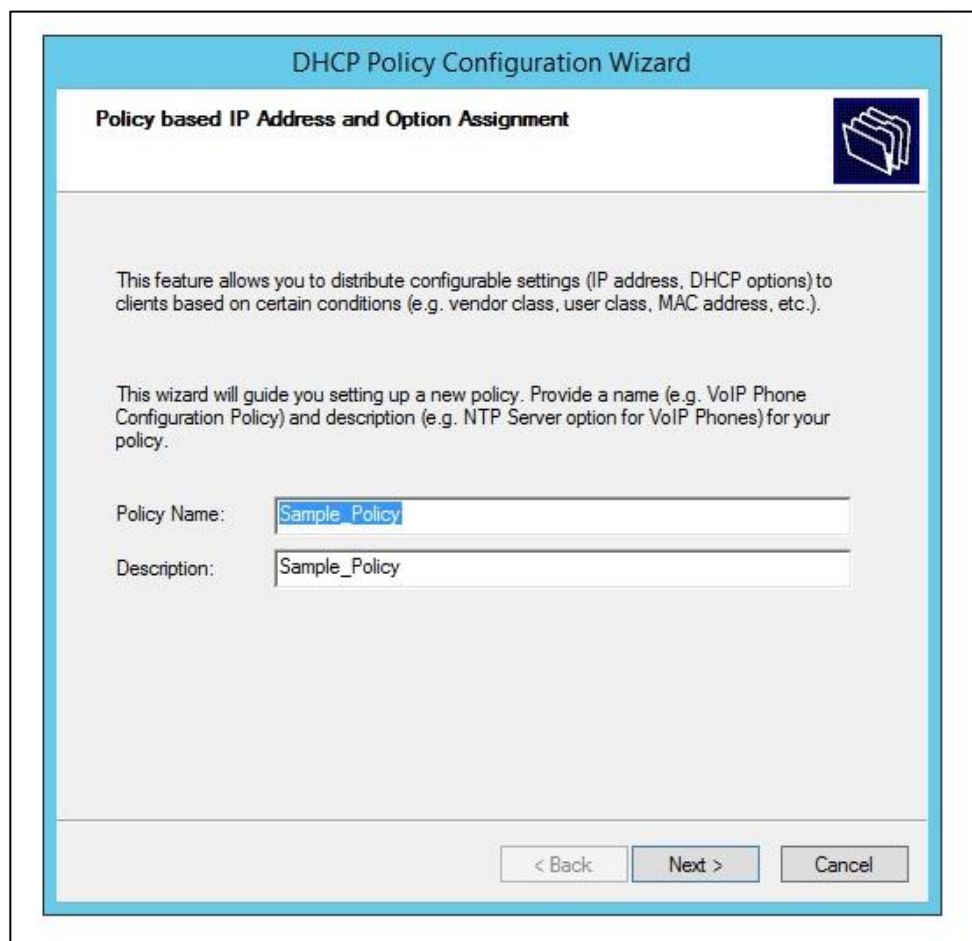 DHCP Policy Configuration Wizard
Policy based IP Address and Option Assignment
This feature allows you to distribute configurable settings (IP address, DHCP options) to
clients based on certain conditions (e.g. vendor class, user class, MAC address, etc.).
This wizard will guide you setting up a new policy. Provide a name (e.g. VoIP Phone
Configuration Policy) and description (e.g. NTP Server option for VoIP Phones) for your
policy.
Policy Name: Sample_Policy
Description: Sample_Policy
< Back Next > Cancel